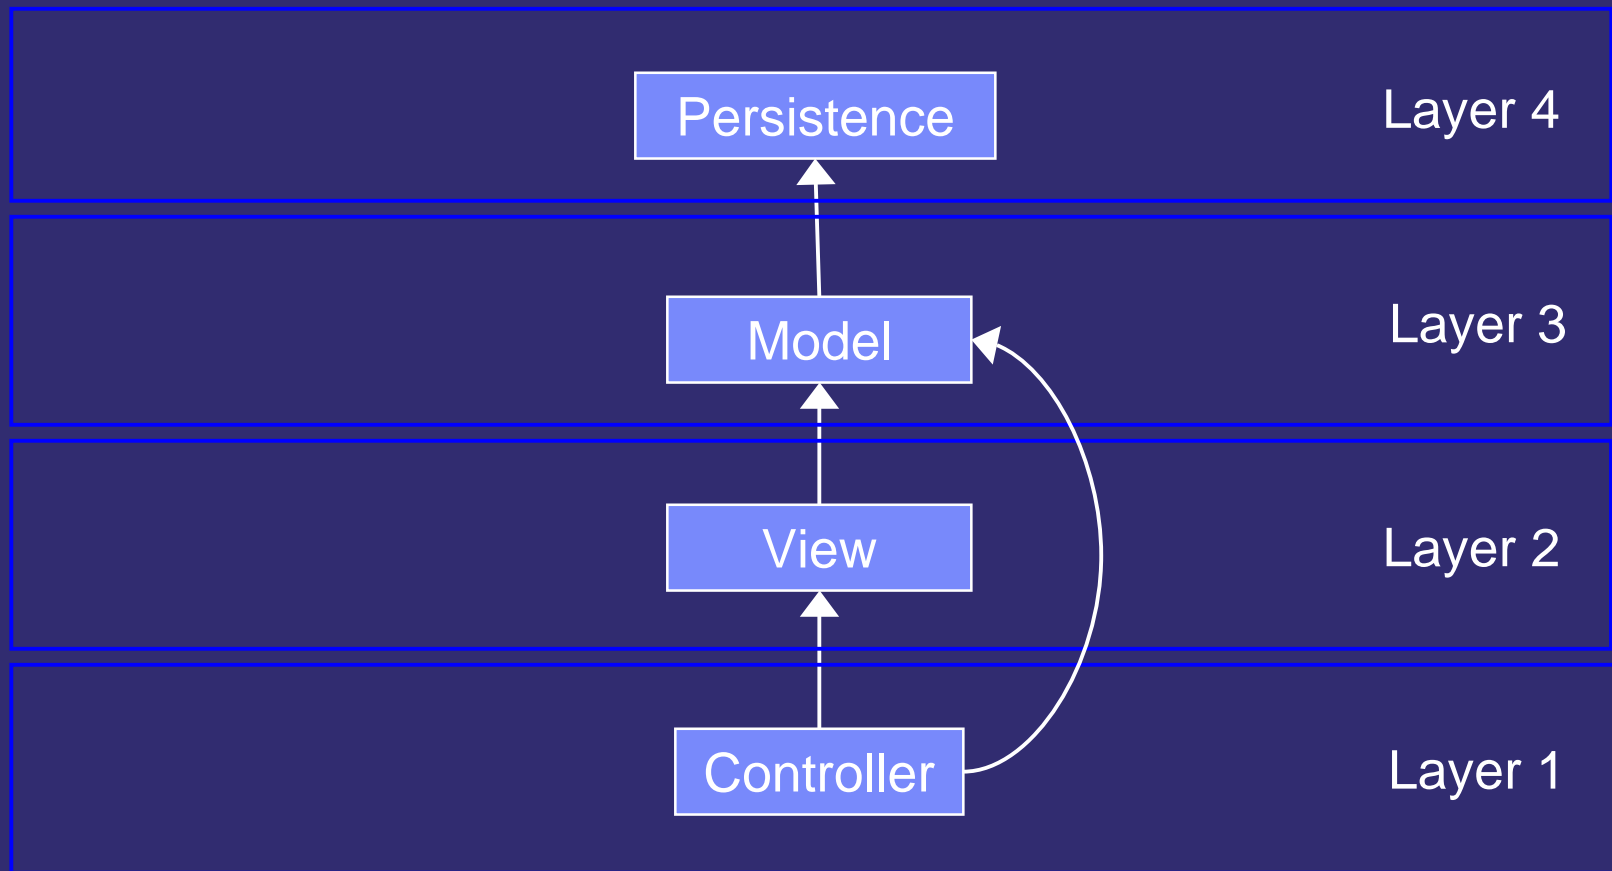 Persistence
Layer 4
Model
Layer 3
View
Layer 2
Controller
Layer 1